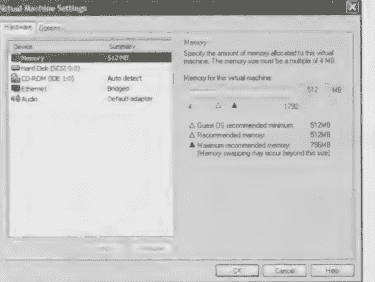 Virtual Machine Settings
Hardware Options
Device Summary
Memory 512 MB
Hard Disk (SCSI 0:0)
CD-ROM (IDE 1:0) Auto detect
Ethernet Bridged
Audio Default adapter
Memory
Specify the amount of memory allocated to this virtual
machine. The memory size must be a multiple of 4 MB.
Memory for this virtual machine:
512 MB
4 1792
Guest OS recommended minimum: 512MB
Recommended memory: 512MB
Maximum recommended memory: 796MB
(Memory swapping may occur beyond this size)
OK Cancel Help